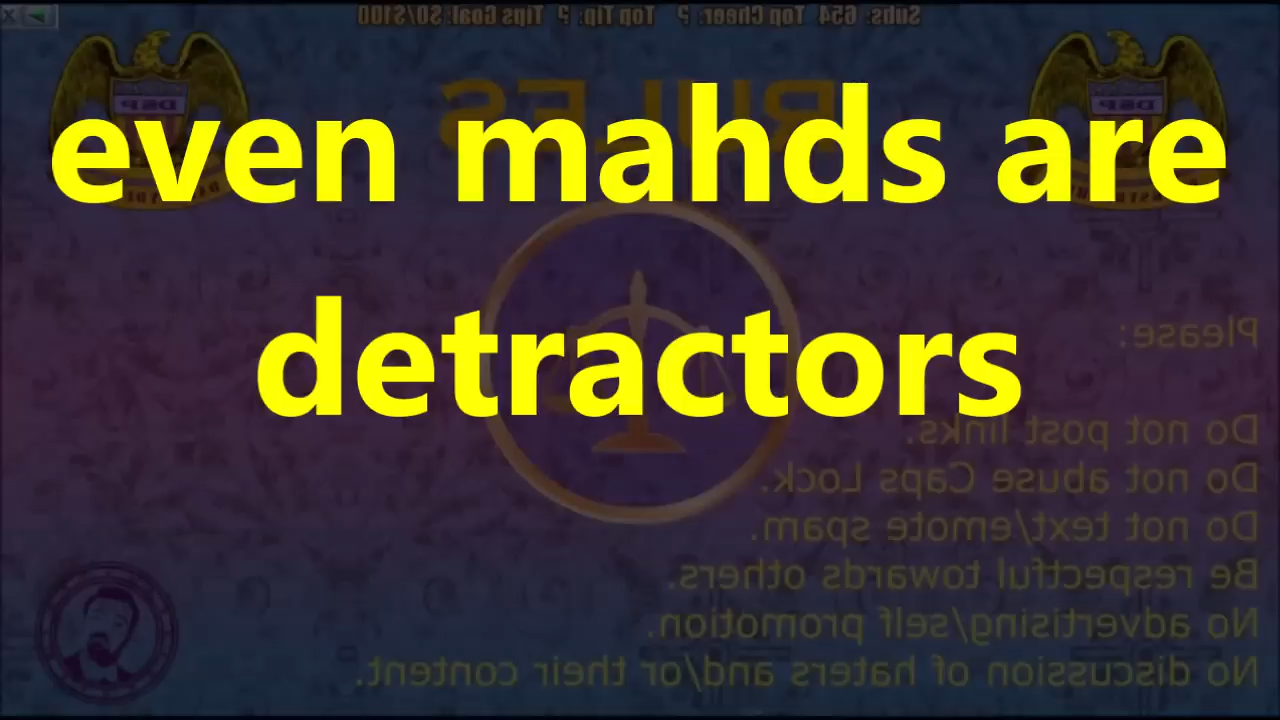 Subs: 654 Top Cheer: ? Top Tip: ? Tips Goal: $0/$100
RULES
DSP
DSP
even mahds are
detractors
Please:
Do not post links.
Do not abuse Caps Lock.
Do not text/emote spam.
Be respectful towards others.
No advertising/self promotion.
No discussion of haters and/or their content.